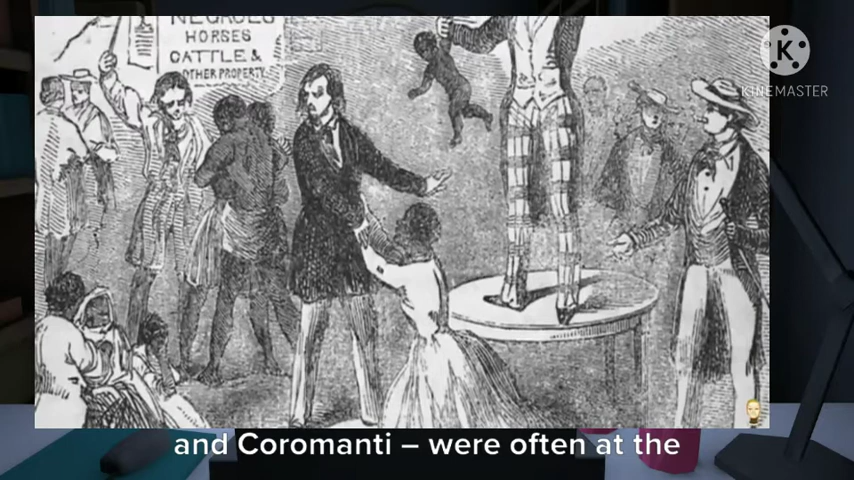 NEGROES
HORSES
CATTLE &
OTHER PROPERTY
KINEMASTER
and Coromanti – were often at the